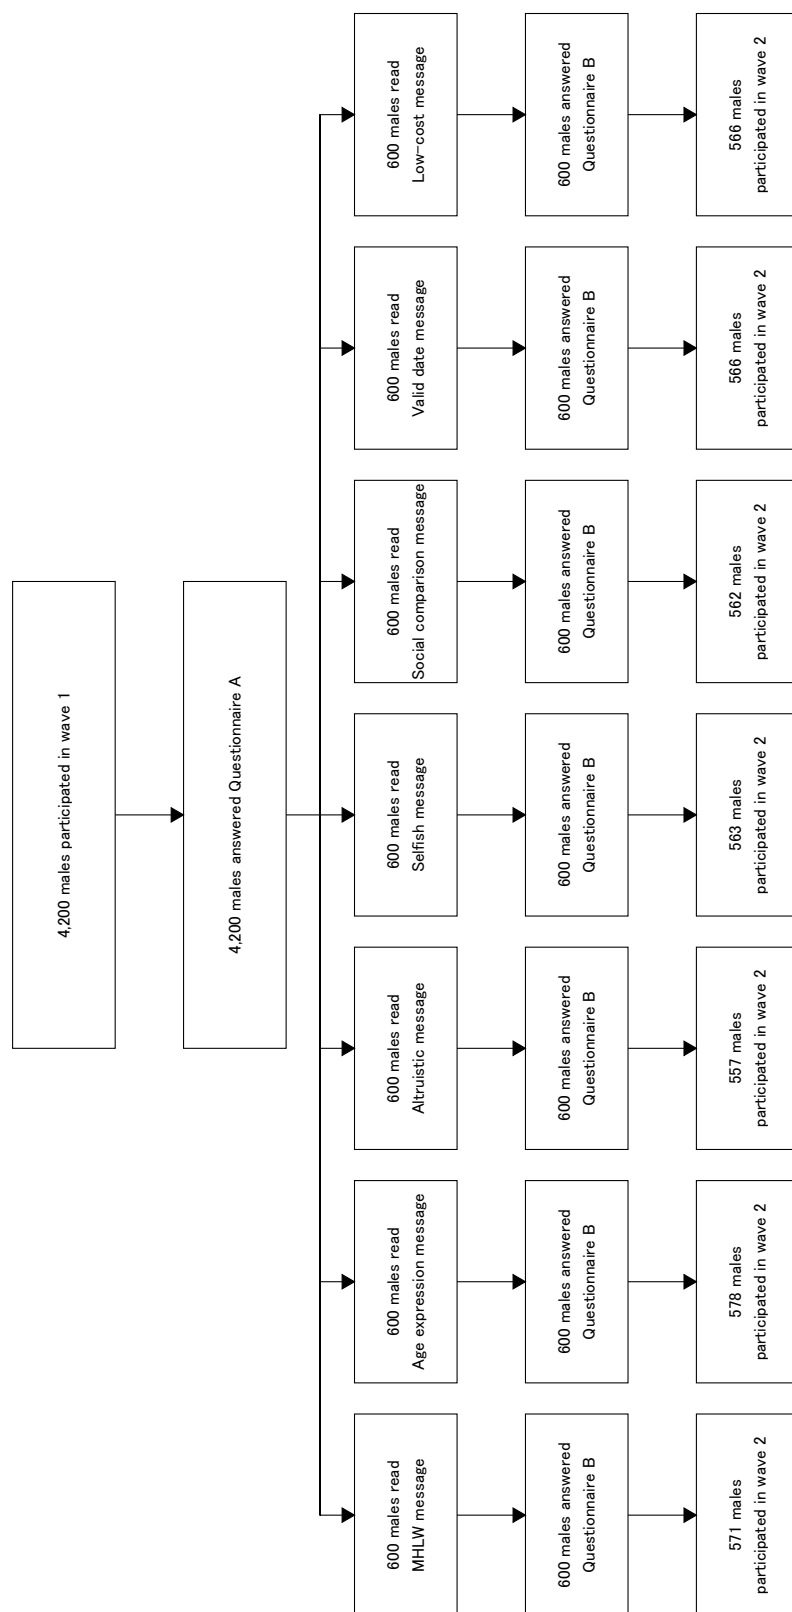 4,200 males participated in wave 1
4,200 males answered Questionnaire A
600 males read
MHLW message
600 males read
Age expression message
600 males read
Altruistic message
600 males read
Selfish message
600 males read
Social comparison message
600 males read
Valid date message
600 males read
Low-cost message
600 males answered
Questionnaire B
600 males answered
Questionnaire B
600 males answered
Questionnaire B
600 males answered
Questionnaire B
600 males answered
Questionnaire B
600 males answered
Questionnaire B
600 males answered
Questionnaire B
571 males
participated in wave 2
578 males
participated in wave 2
557 males
participated in wave 2
563 males
participated in wave 2
562 males
participated in wave 2
566 males
participated in wave 2
566 males
participated in wave 2